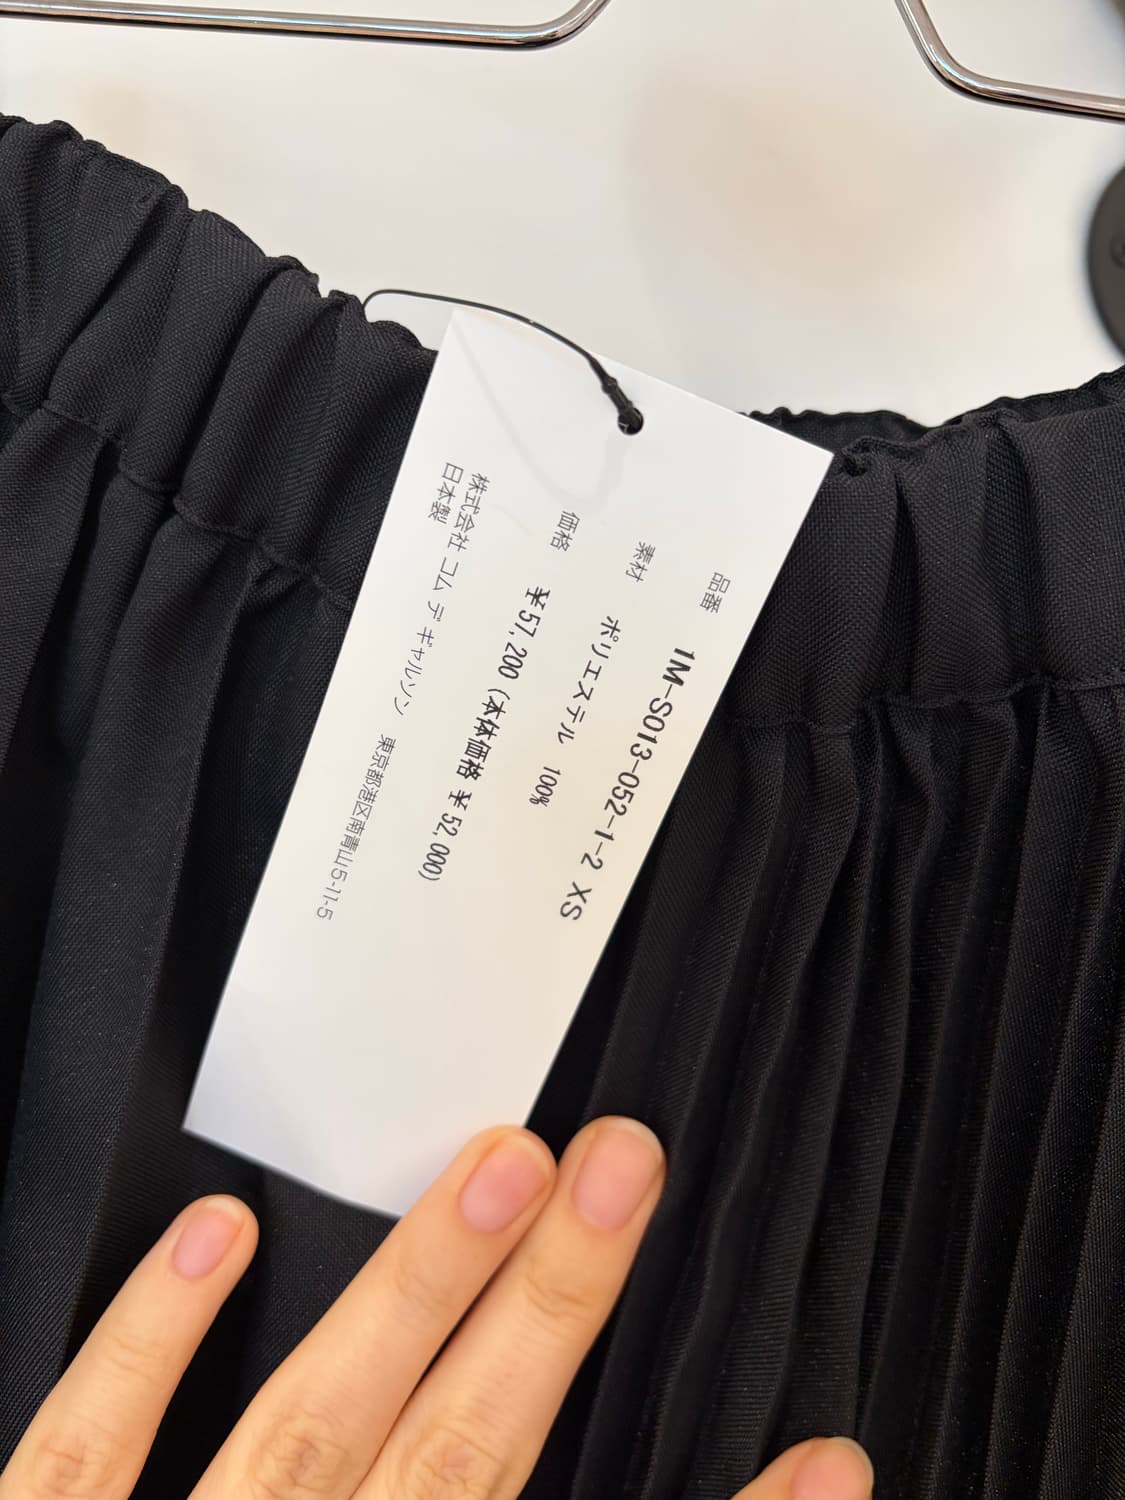 品番 1M-S013-052-1-2 XS
素材 ポリエステル 100%
価格 ¥57,200 (本体価格 ¥52,000)
株式会社 コム デ ギャルソン 東京都港区南青山5-11-5
日本製